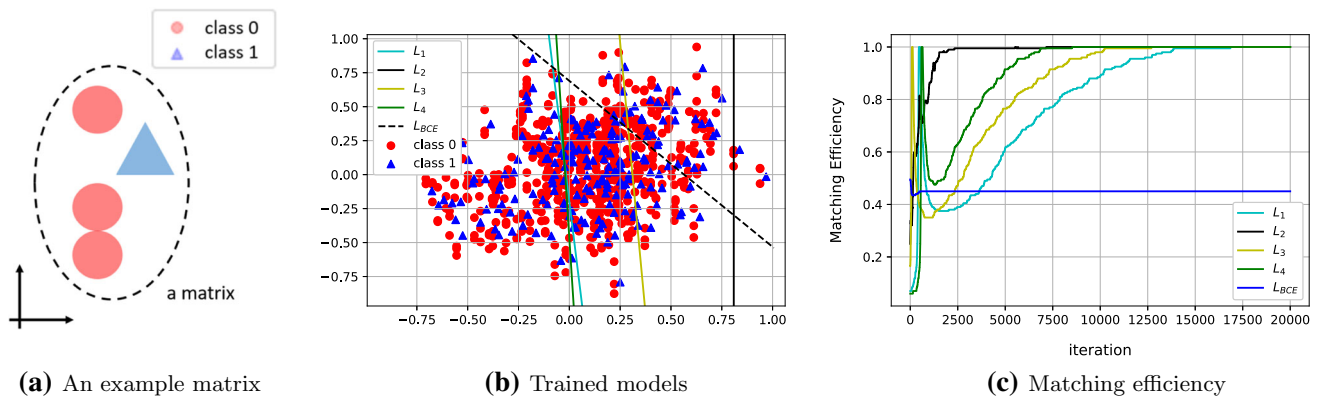 class 0
class 1
a matrix
(a) An example matrix
1.00
0.75
0.50
0.25
0.00
−0.25
−0.50
−0.75
L1
L2
L3
L4
LBCE
class 0
class 1
−0.75 −0.50 −0.25 0.00 0.25 0.50 0.75 1.00
(b) Trained models
Matching Efficiency
1.0
0.8
0.6
0.4
0.2
L1
L2
L3
L4
LBCE
0 2500 5000 7500 10000 12500 15000 17500 20000
iteration
(c) Matching efficiency